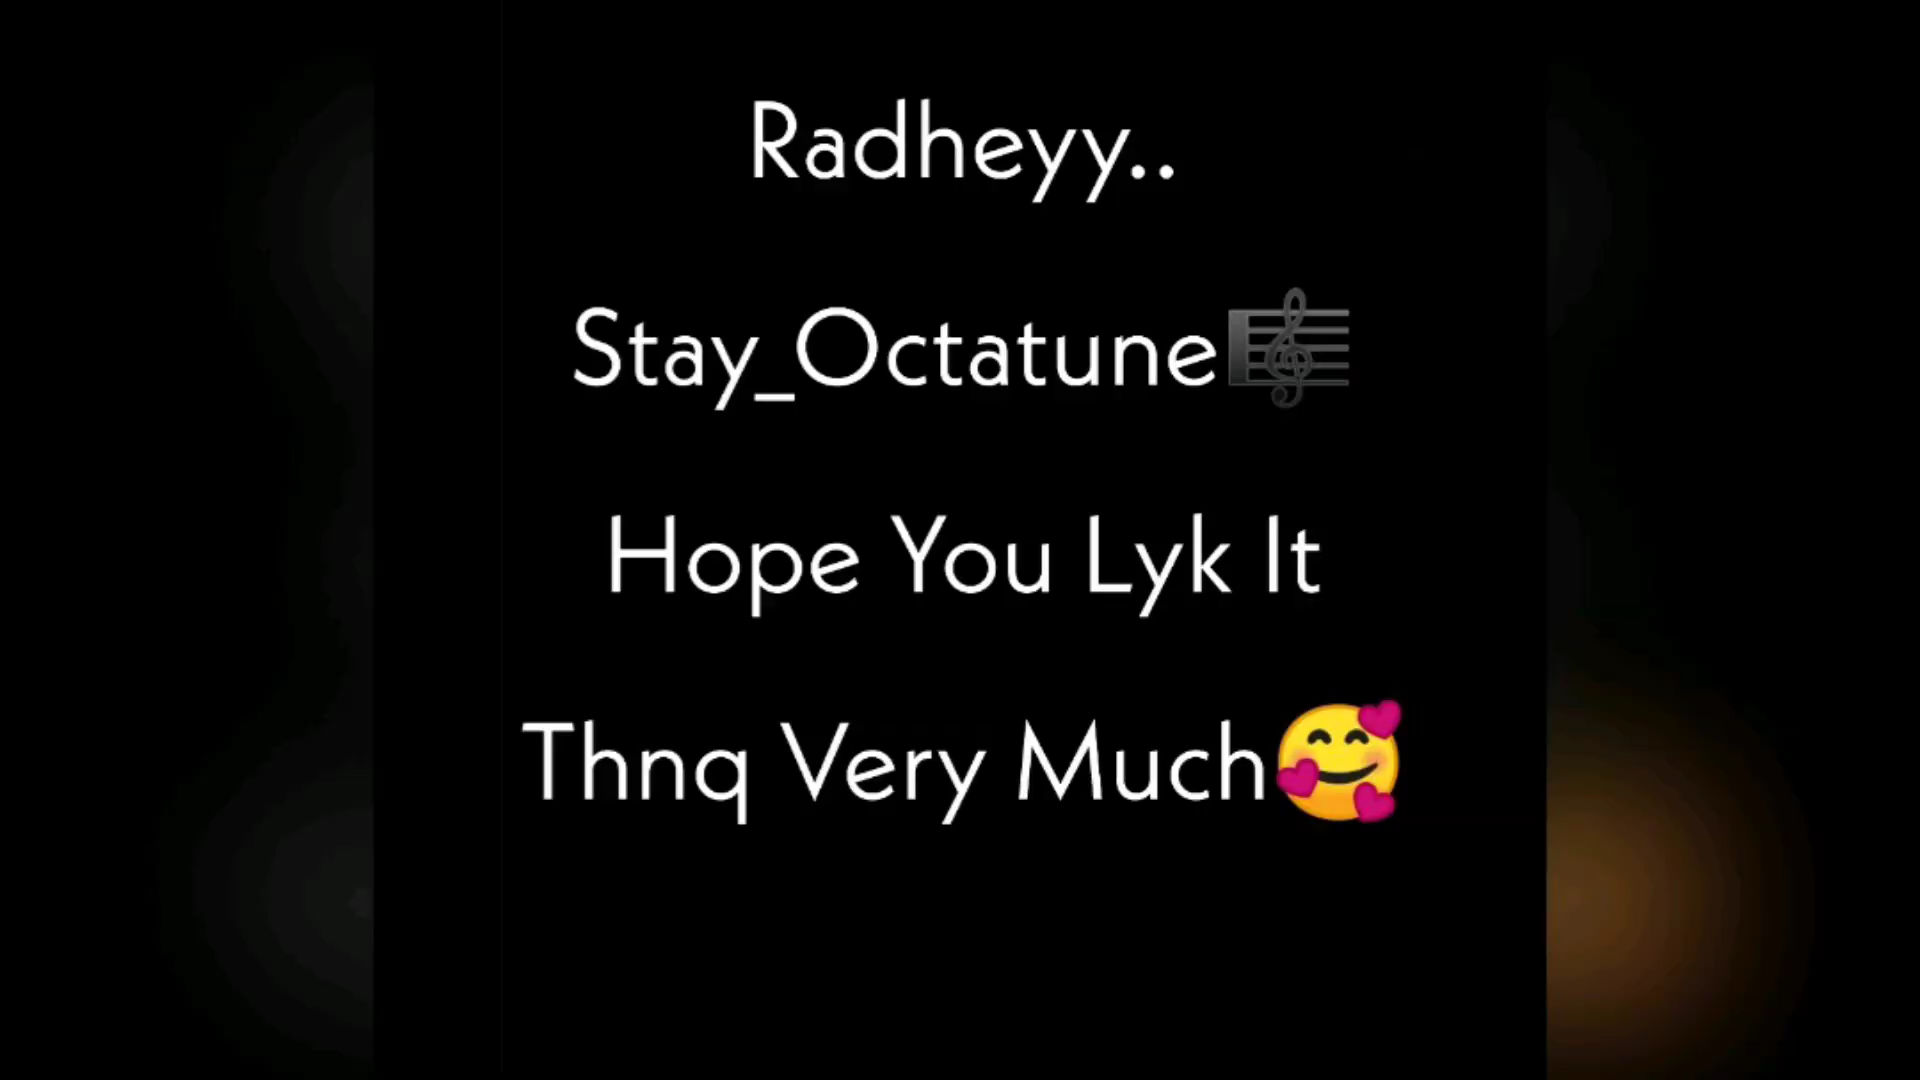 Radheyy..
Stay_Octatune🎼
Hope You Lyk It
Thnq Very Much🥰